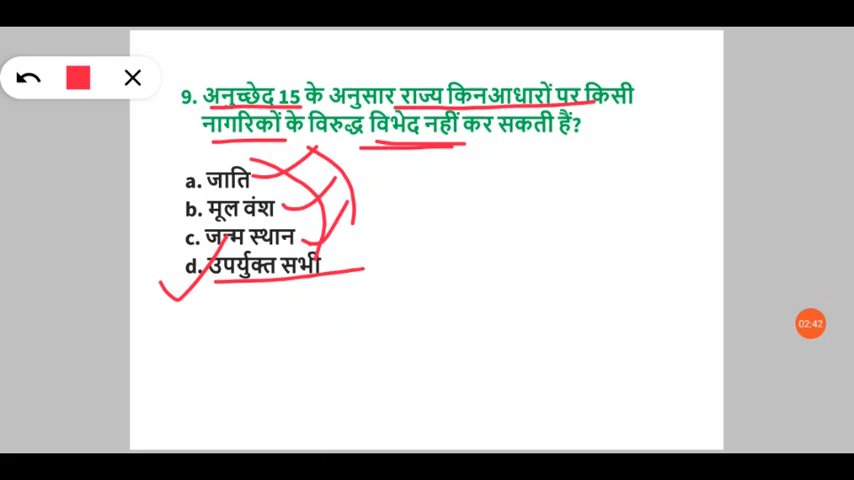 9. अनुच्छेद 15 के अनुसार राज्य किनआधारों पर किसी
नागरिकों के विरुद्ध विभेद नहीं कर सकती हैं?
a. जाति
b. मूल वंश
c. जन्म स्थान
d. उपर्युक्त सभी
02:42